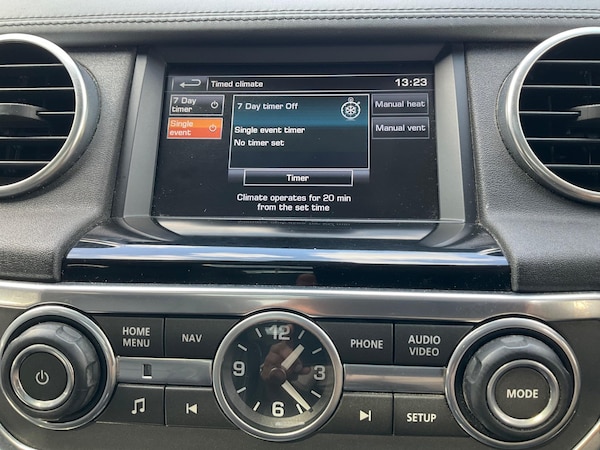 Timed climate
13:23
7 Day
timer
Single
event
7 Day timer Off
Single event timer
No timer set
Timer
Manual heat
Manual vent
Climate operates for 20 min
from the set time
HOME
MENU
NAV
12
3
6
9
PHONE
AUDIO
VIDEO
MODE
SETUP